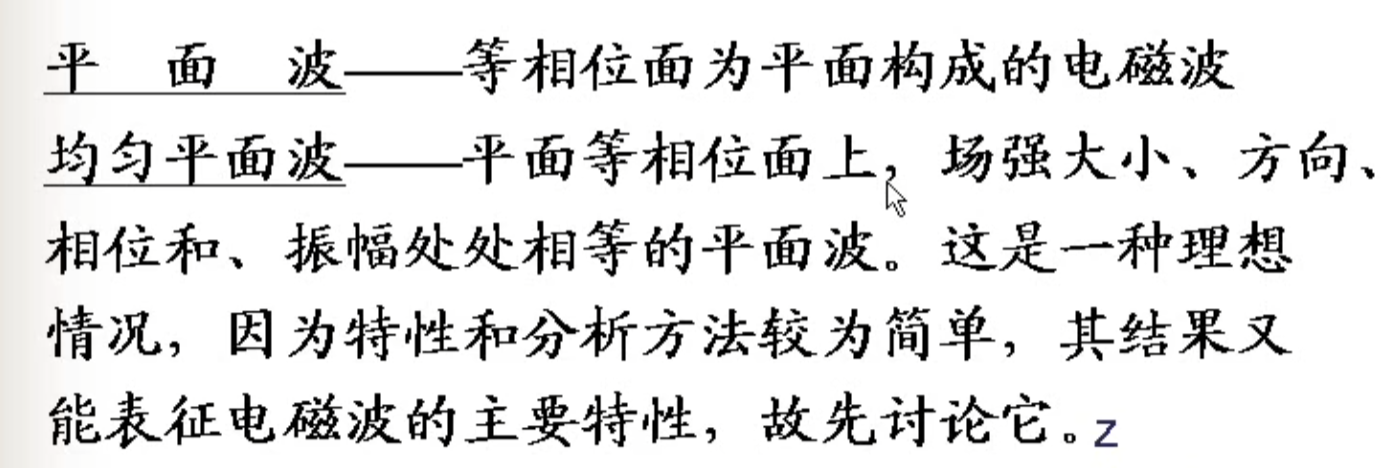 平 面 波——等相位面为平面构成的电磁波
均匀平面波——平面等相位面上，场强大小、方向、
相位和、振幅处处相等的平面波。这是一种理想
情况，因为特性和分析方法较为简单，其结果又
能表征电磁波的主要特性，故先讨论它。z